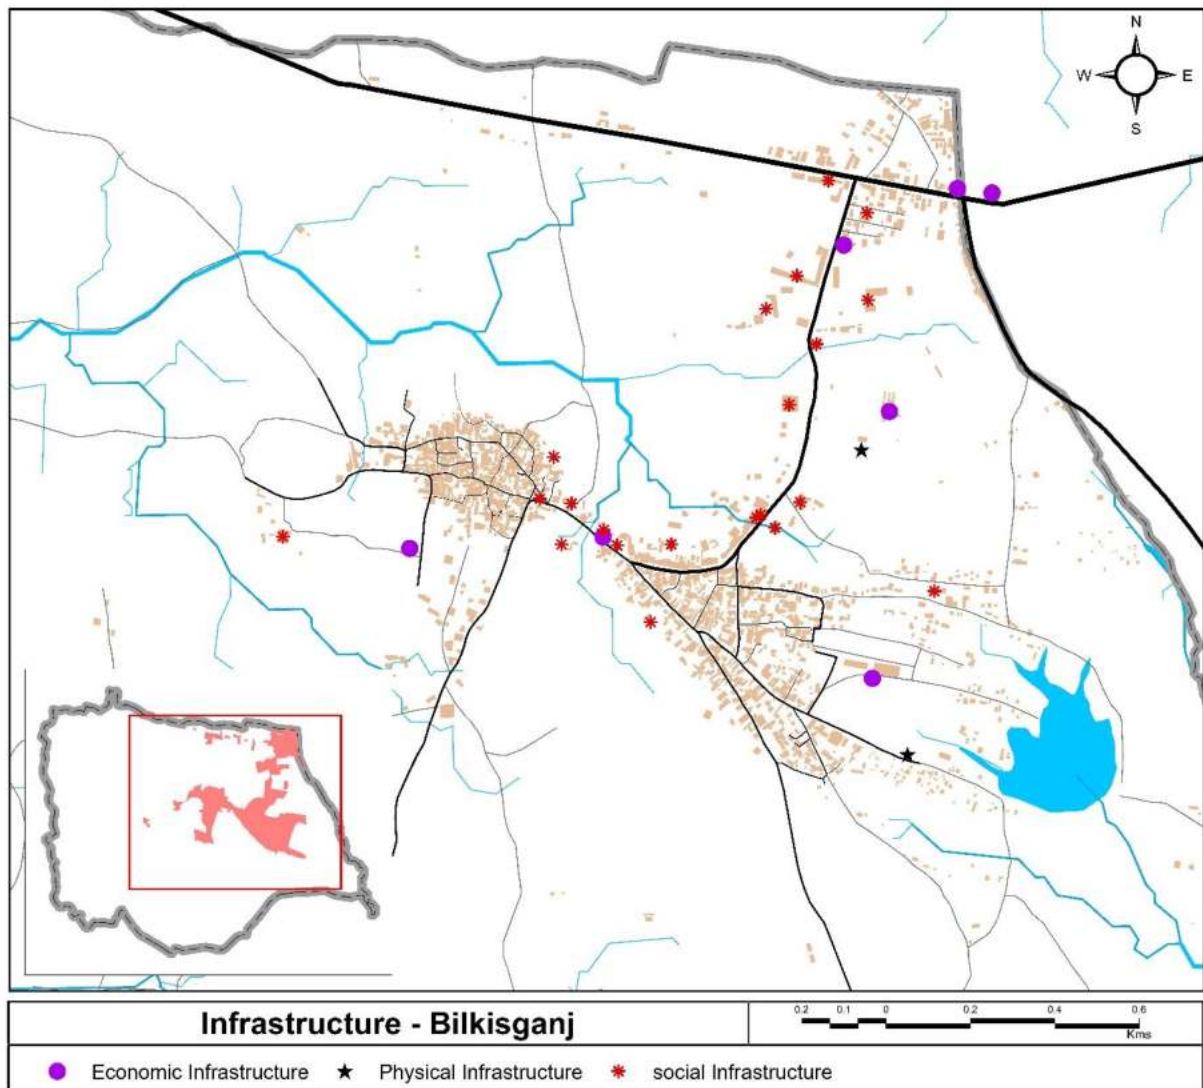 N
W E
S
Infrastructure - Bilkisganj
0.2 0.1 0 0.2 0.4 0.6
Kms
Economic Infrastructure Physical Infrastructure social Infrastructure